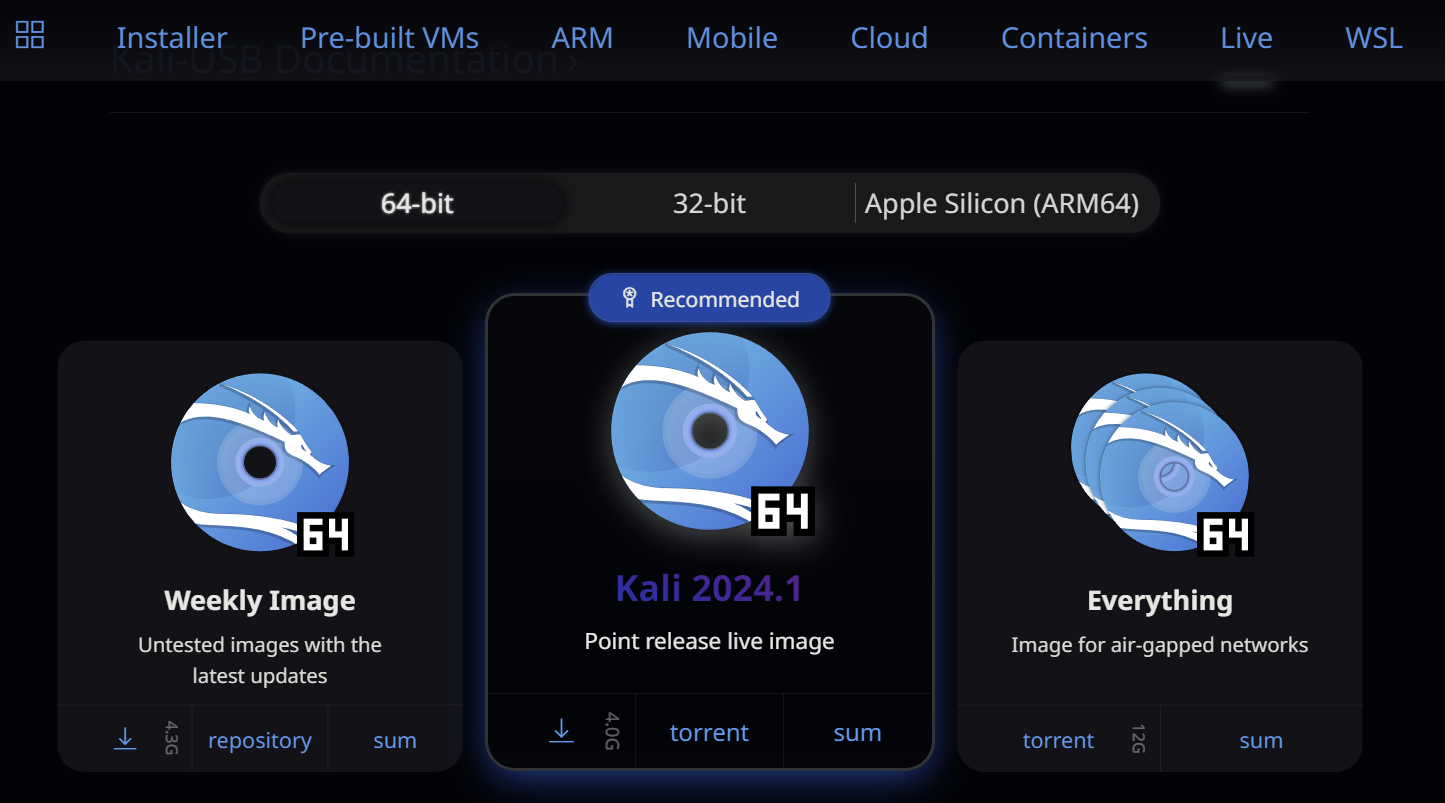 Installer Pre-built VMs ARM Mobile Cloud Containers Live WSL
Kali-USB Documentation ›
64-bit 32-bit Apple Silicon (ARM64)
Recommended
64
Weekly Image
Untested images with the
latest updates
4.3G repository sum
64
Kali 2024.1
Point release live image
4.0G torrent sum
64
Everything
Image for air-gapped networks
torrent 12G sum